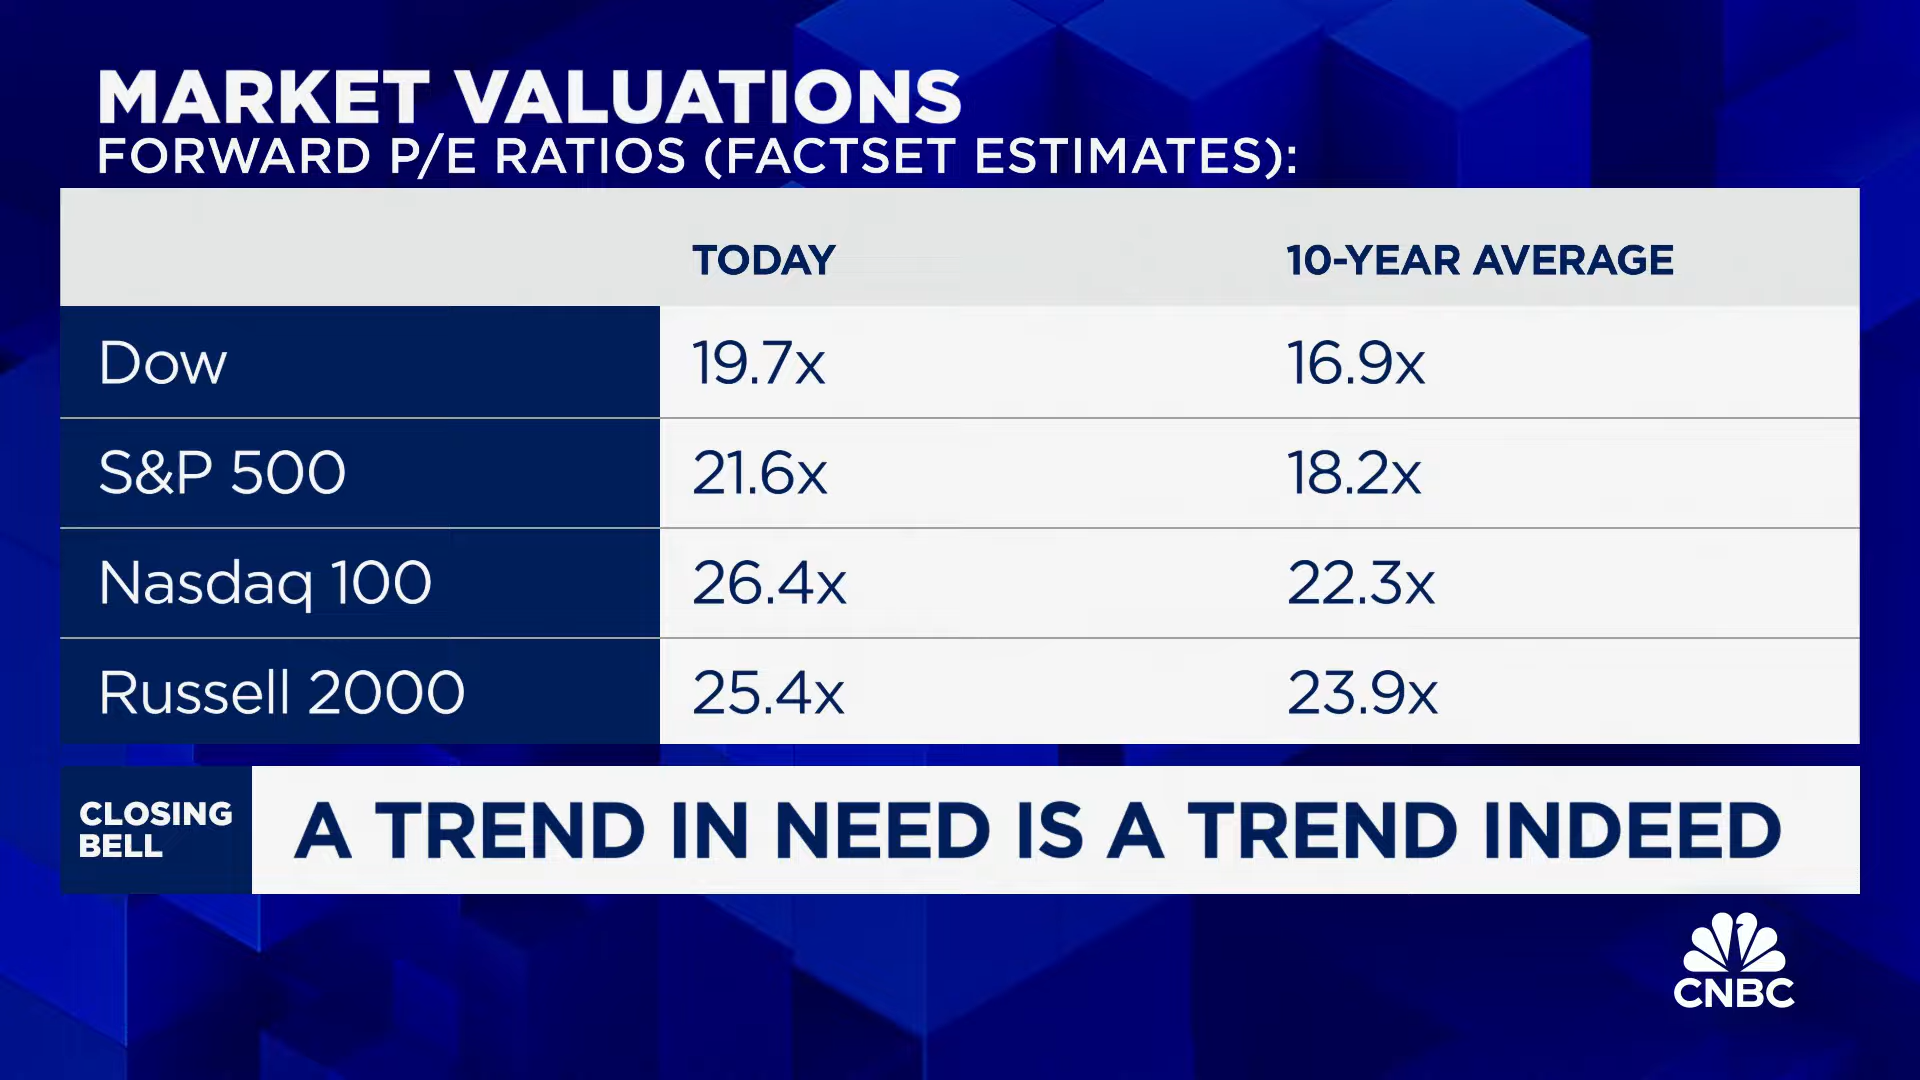 MARKET VALUATIONS
FORWARD P/E RATIOS (FACTSET ESTIMATES):
TODAY 10-YEAR AVERAGE
Dow 19.7x 16.9x
S&P 500 21.6x 18.2x
Nasdaq 100 26.4x 22.3x
Russell 2000 25.4x 23.9x
CLOSING
BELL
A TREND IN NEED IS A TREND INDEED
CNBC